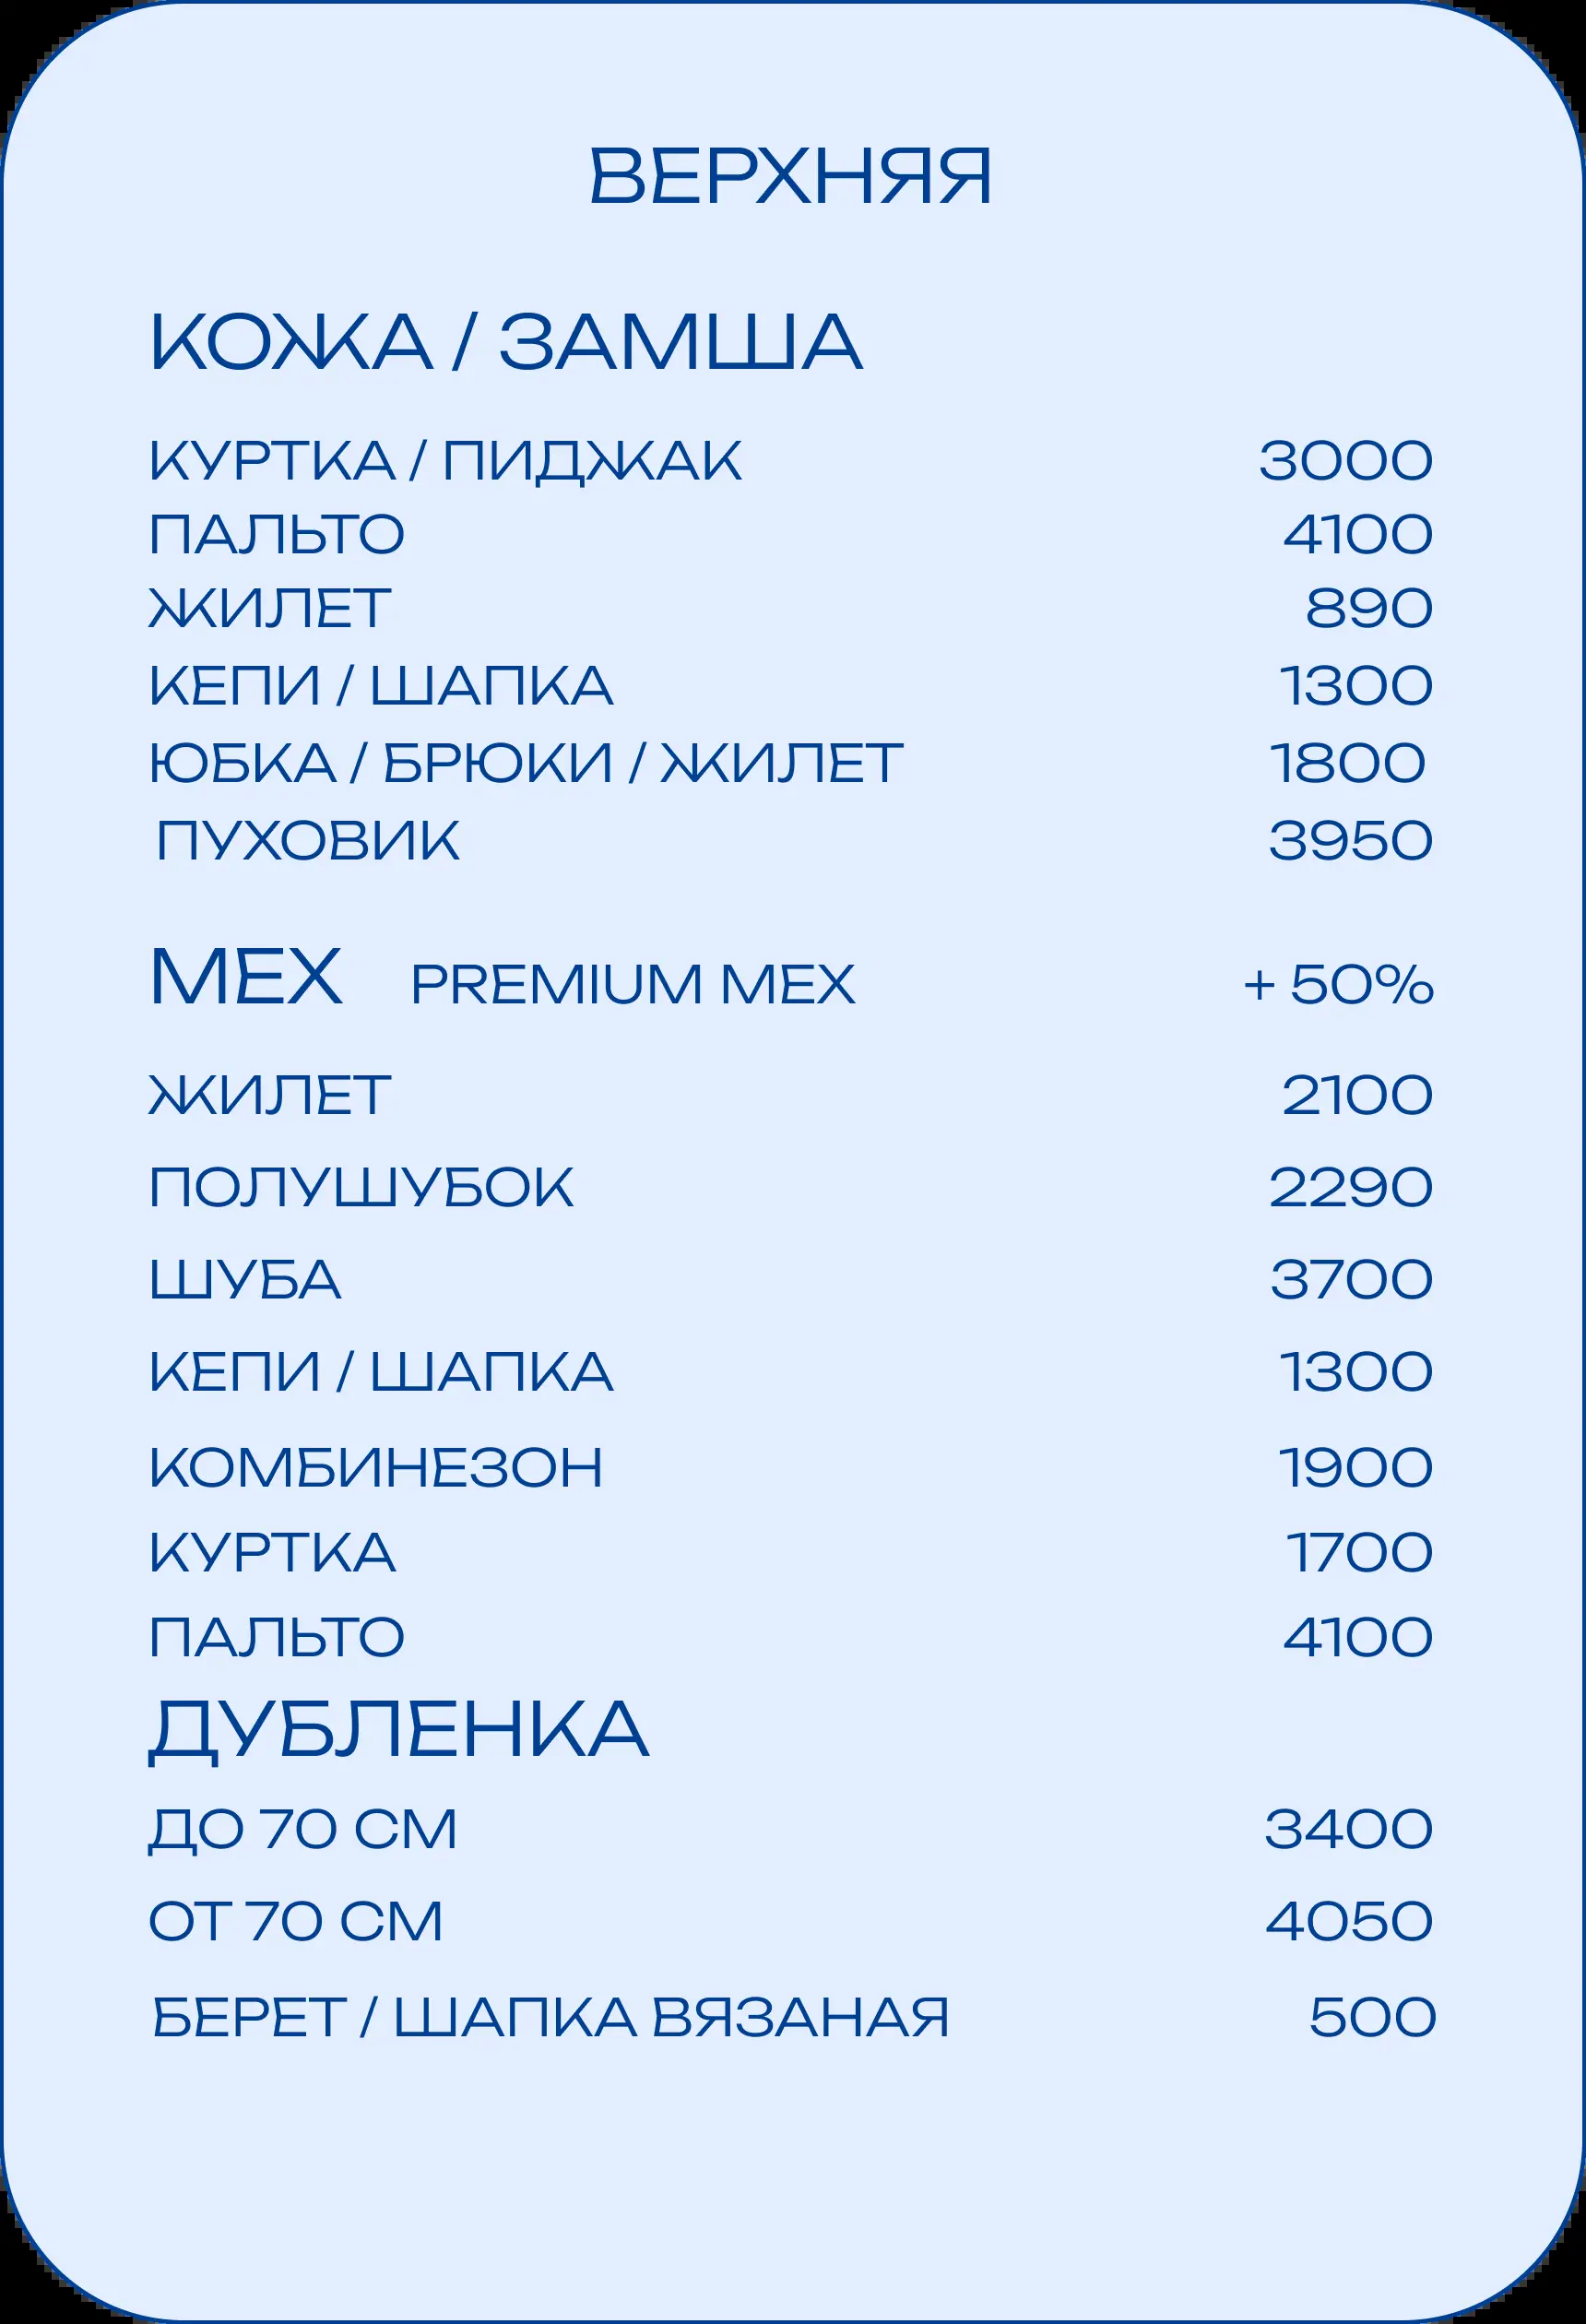 ВЕРХНЯЯ
КОЖА / ЗАМША
КУРТКА / ПИДЖАК 3000
ПАЛЬТО 4100
ЖИЛЕТ 890
КЕПИ / ШАПКА 1300
ЮБКА / БРЮКИ / ЖИЛЕТ 1800
ПУХОВИК 3950
МЕХ PREMIUM МЕХ + 50%
ЖИЛЕТ 2100
ПОЛУШУБОК 2290
ШУБА 3700
КЕПИ / ШАПКА 1300
КОМБИНЕЗОН 1900
КУРТКА 1700
ПАЛЬТО 4100
ДУБЛЕНКА
ДО 70 СМ 3400
ОТ 70 СМ 4050
БЕРЕТ / ШАПКА ВЯЗАНАЯ 500